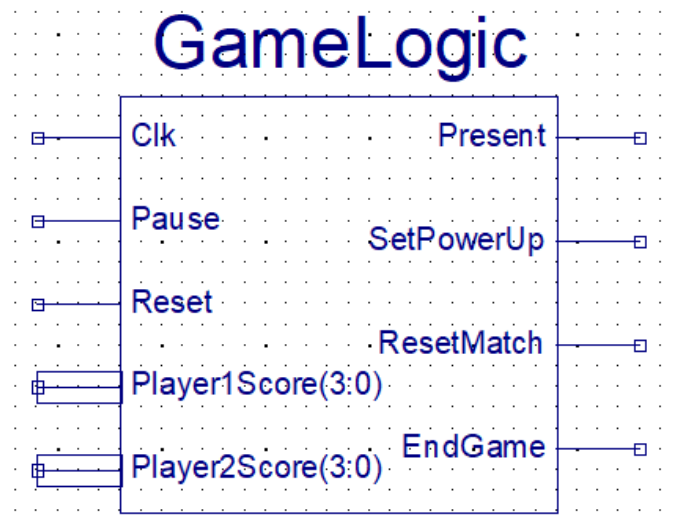 GameLogic
Clk
Present
Pause
SetPowerUp
Reset
ResetMatch
Player1Score(3:0)
EndGame
Player2Score(3:0)